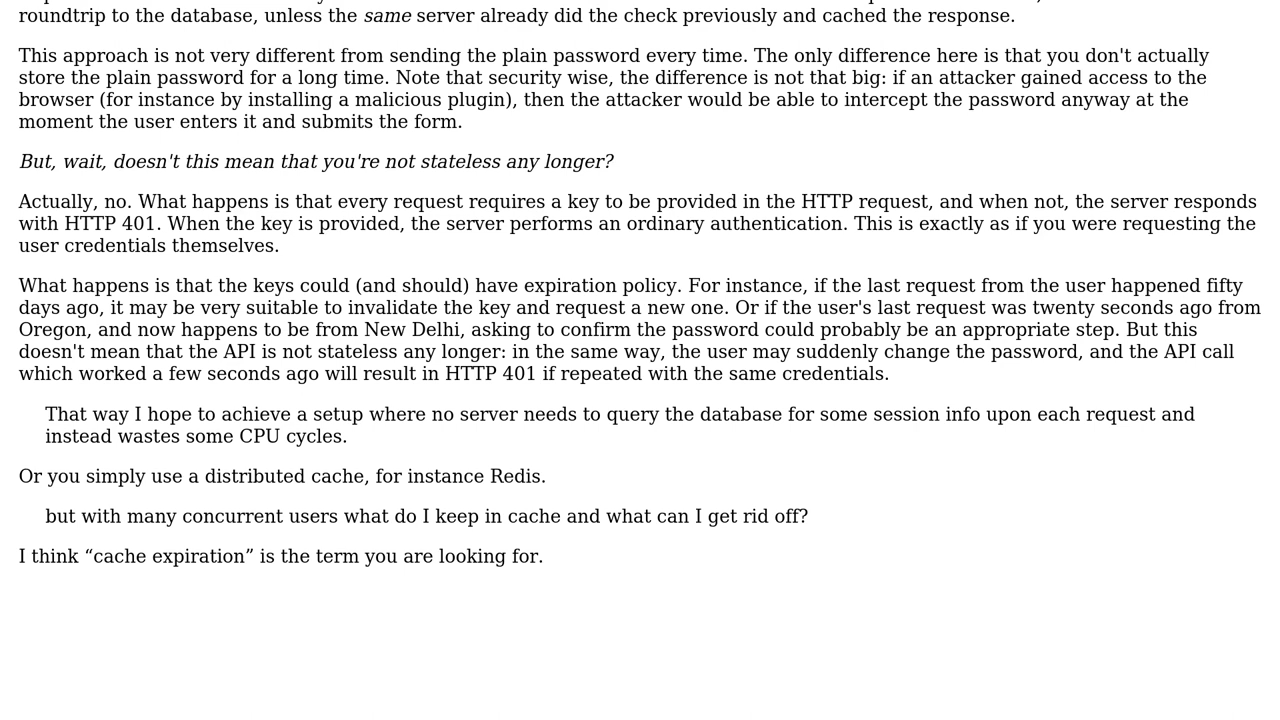 roundtrip to the database, unless the same server already did the check previously and cached the response.
This approach is not very different from sending the plain password every time. The only difference here is that you don't actually
store the plain password for a long time. Note that security wise, the difference is not that big: if an attacker gained access to the
browser (for instance by installing a malicious plugin), then the attacker would be able to intercept the password anyway at the
moment the user enters it and submits the form.
But, wait, doesn't this mean that you're not stateless any longer?
Actually, no. What happens is that every request requires a key to be provided in the HTTP request, and when not, the server responds
with HTTP 401. When the key is provided, the server performs an ordinary authentication. This is exactly as if you were requesting the
user credentials themselves.
What happens is that the keys could (and should) have expiration policy. For instance, if the last request from the user happened fifty
days ago, it may be very suitable to invalidate the key and request a new one. Or if the user's last request was twenty seconds ago from
Oregon, and now happens to be from New Delhi, asking to confirm the password could probably be an appropriate step. But this
doesn't mean that the API is not stateless any longer: in the same way, the user may suddenly change the password, and the API call
which worked a few seconds ago will result in HTTP 401 if repeated with the same credentials.
That way I hope to achieve a setup where no server needs to query the database for some session info upon each request and
instead wastes some CPU cycles.
Or you simply use a distributed cache, for instance Redis.
but with many concurrent users what do I keep in cache and what can I get rid off?
I think “cache expiration” is the term you are looking for.